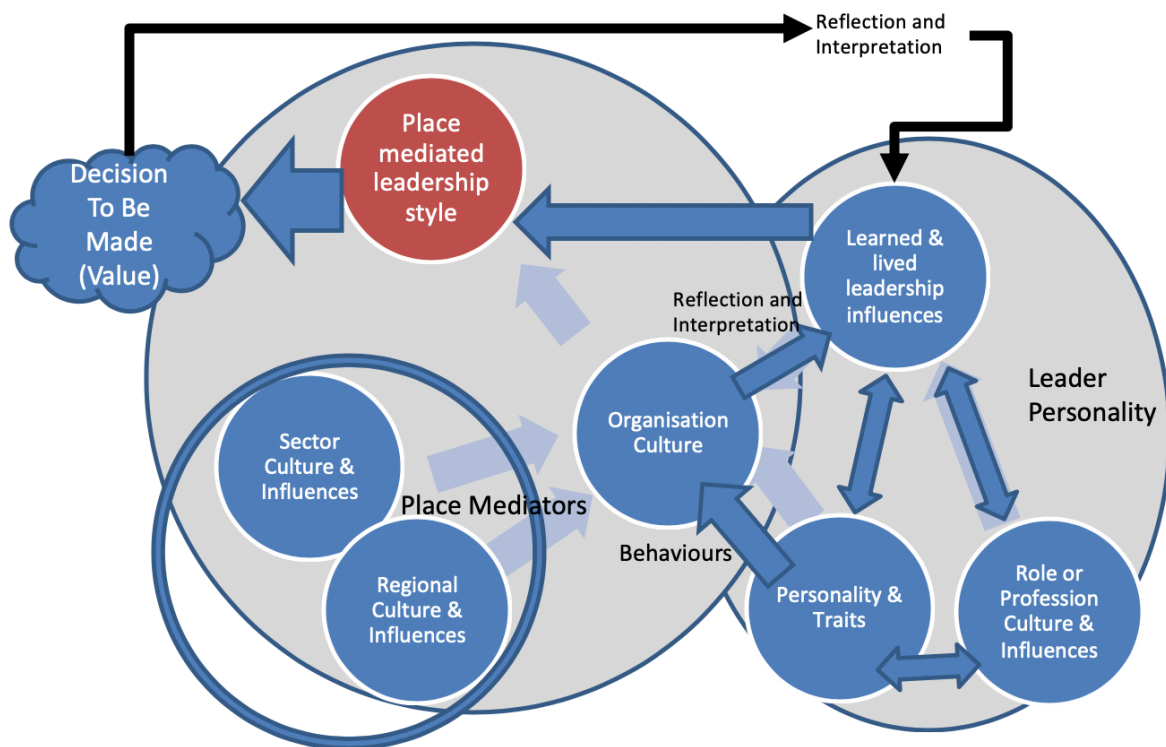 Reflection and
Interpretation
Place
mediated
leadership
style
Decision
To Be
Made
(Value)
Learned &
lived
leadership
influences
Reflection and
Interpretation
Leader
Personality
Organisation
Culture
Sector
Culture &
Influences
Place Mediators
Behaviours
Regional
Culture &
Influences
Personality &
Traits
Role or
Profession
Culture &
Influences